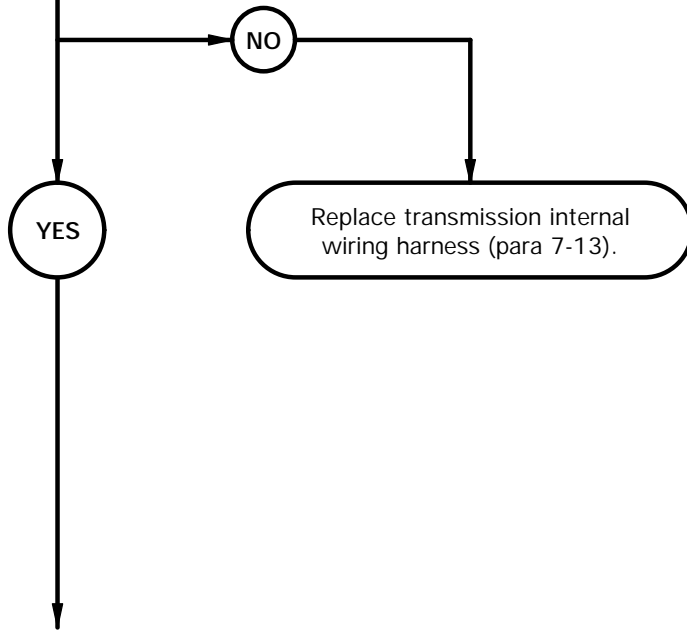 NO
YES
Replace transmission internal
wiring harness (para 7-13).